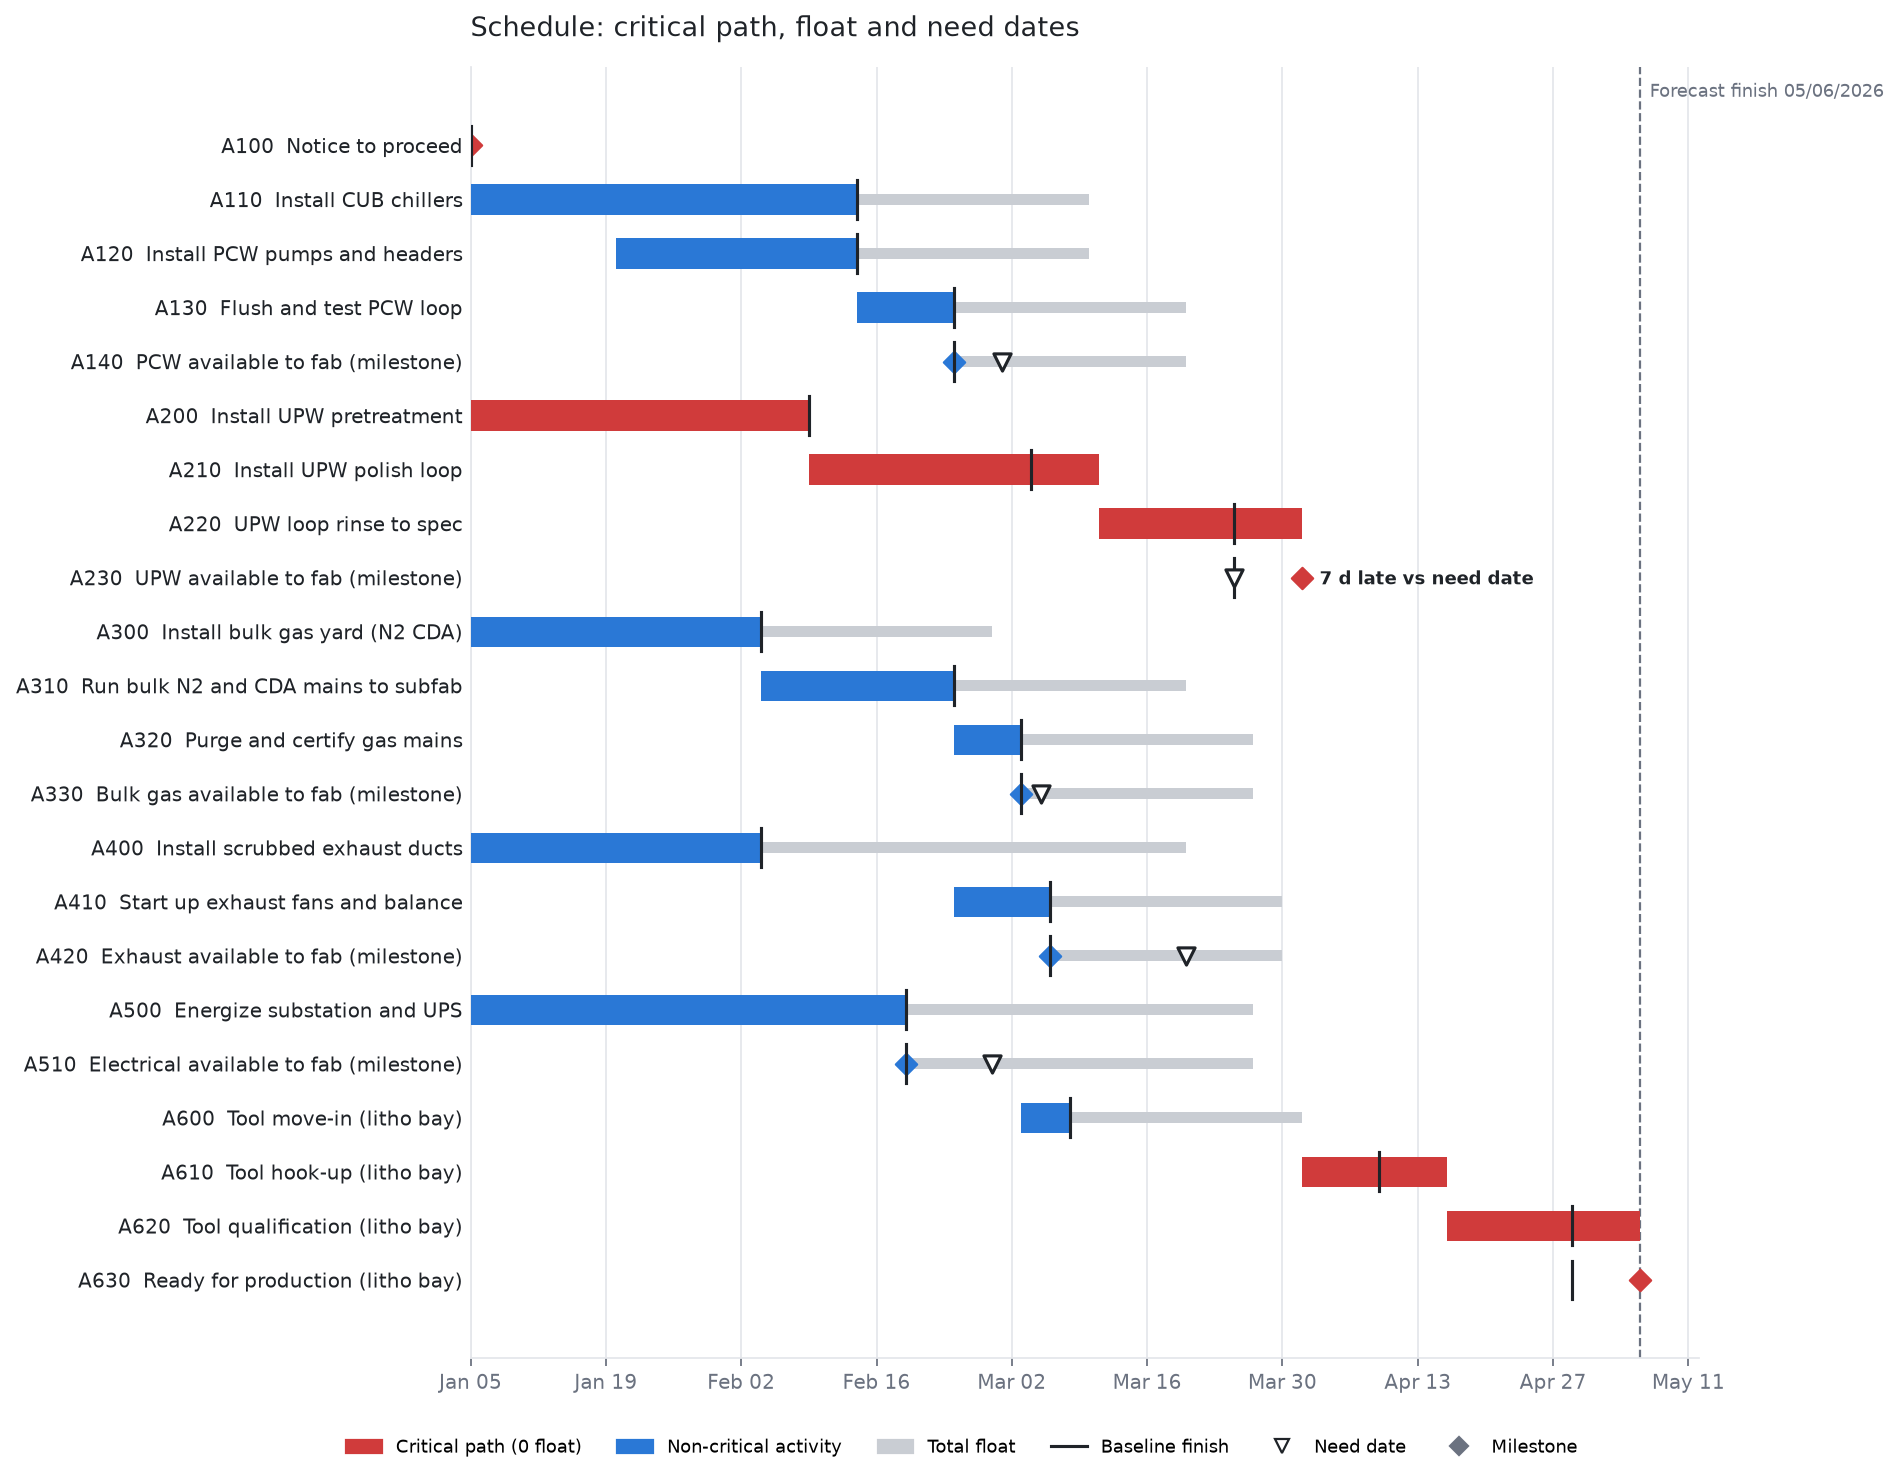 Schedule: critical path, float and need dates
Forecast finish 05/06/2026
A100 Notice to proceed
A110 Install CUB chillers
A120 Install PCW pumps and headers
A130 Flush and test PCW loop
A140 PCW available to fab (milestone)
A200 Install UPW pretreatment
A210 Install UPW polish loop
A220 UPW loop rinse to spec
A230 UPW available to fab (milestone)
7 d late vs need date
A300 Install bulk gas yard (N2 CDA)
A310 Run bulk N2 and CDA mains to subfab
A320 Purge and certify gas mains
A330 Bulk gas available to fab (milestone)
A400 Install scrubbed exhaust ducts
A410 Start up exhaust fans and balance
A420 Exhaust available to fab (milestone)
A500 Energize substation and UPS
A510 Electrical available to fab (milestone)
A600 Tool move-in (litho bay)
A610 Tool hook-up (litho bay)
A620 Tool qualification (litho bay)
A630 Ready for production (litho bay)
Jan 05 Jan 19 Feb 02 Feb 16 Mar 02 Mar 16 Mar 30 Apr 13 Apr 27 May 11
Critical path (0 float) Non-critical activity Total float Baseline finish Need date Milestone